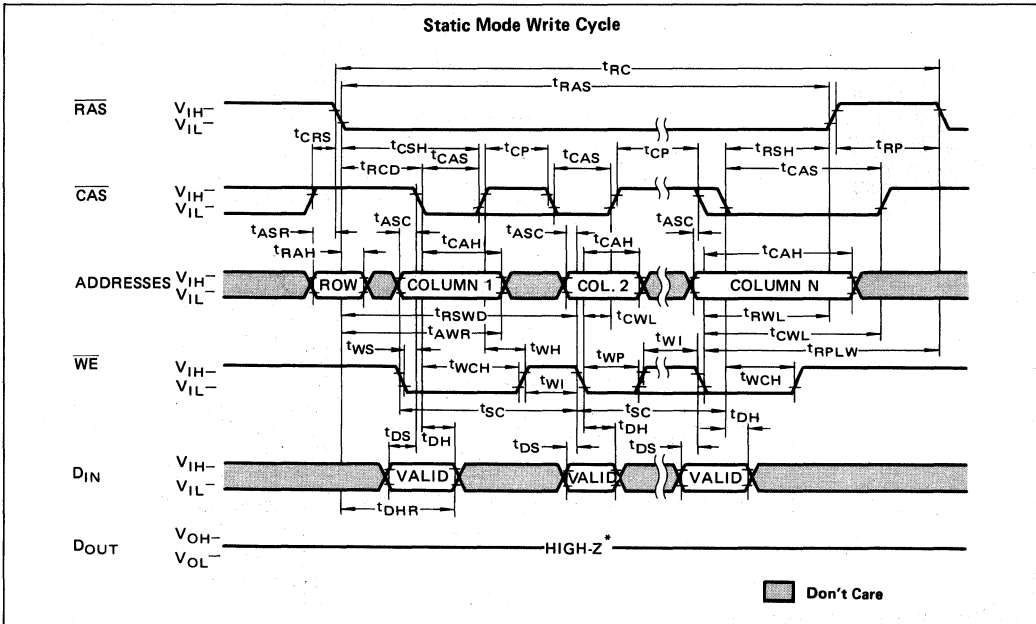 Static Mode Write Cycle
tRC
tRAS
RAS VIH–
VIL–
tCRS tCSH tCP tCAS tCP tRSH tRP
tRCD tCAS tCAS
CAS VIH–
VIL–
tASR tASC tCAH tASC tCAH tASC tCAH
tRAH
ADDRESSES VIH–
VIL–
ROW COLUMN 1 COL. 2 COLUMN N
tRSWD tCWL tRWL
tAWR tCWL
tWS tWH tWP tWI tRPLW
WE VIH–
VIL–
tWCH tWI tWCH
tSC tSC
tDS tDH tDS tDH tDS tDH
DIN VIH–
VIL–
VALID VALID VALID
tDHR
DOUT VOH–
VOL–
HIGH-Z*
Don't Care